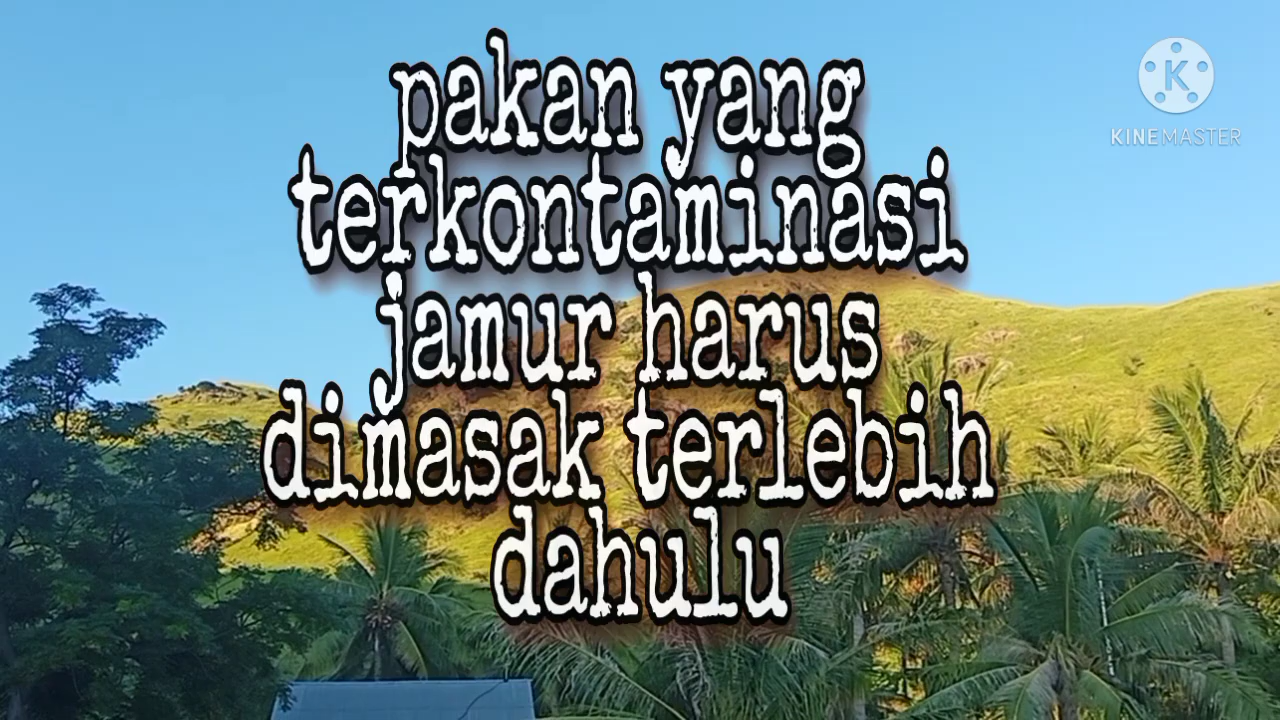 pakan yang
terkontaminasi
jamur harus
dimasak terlebih
dahulu
K
KINEMASTER